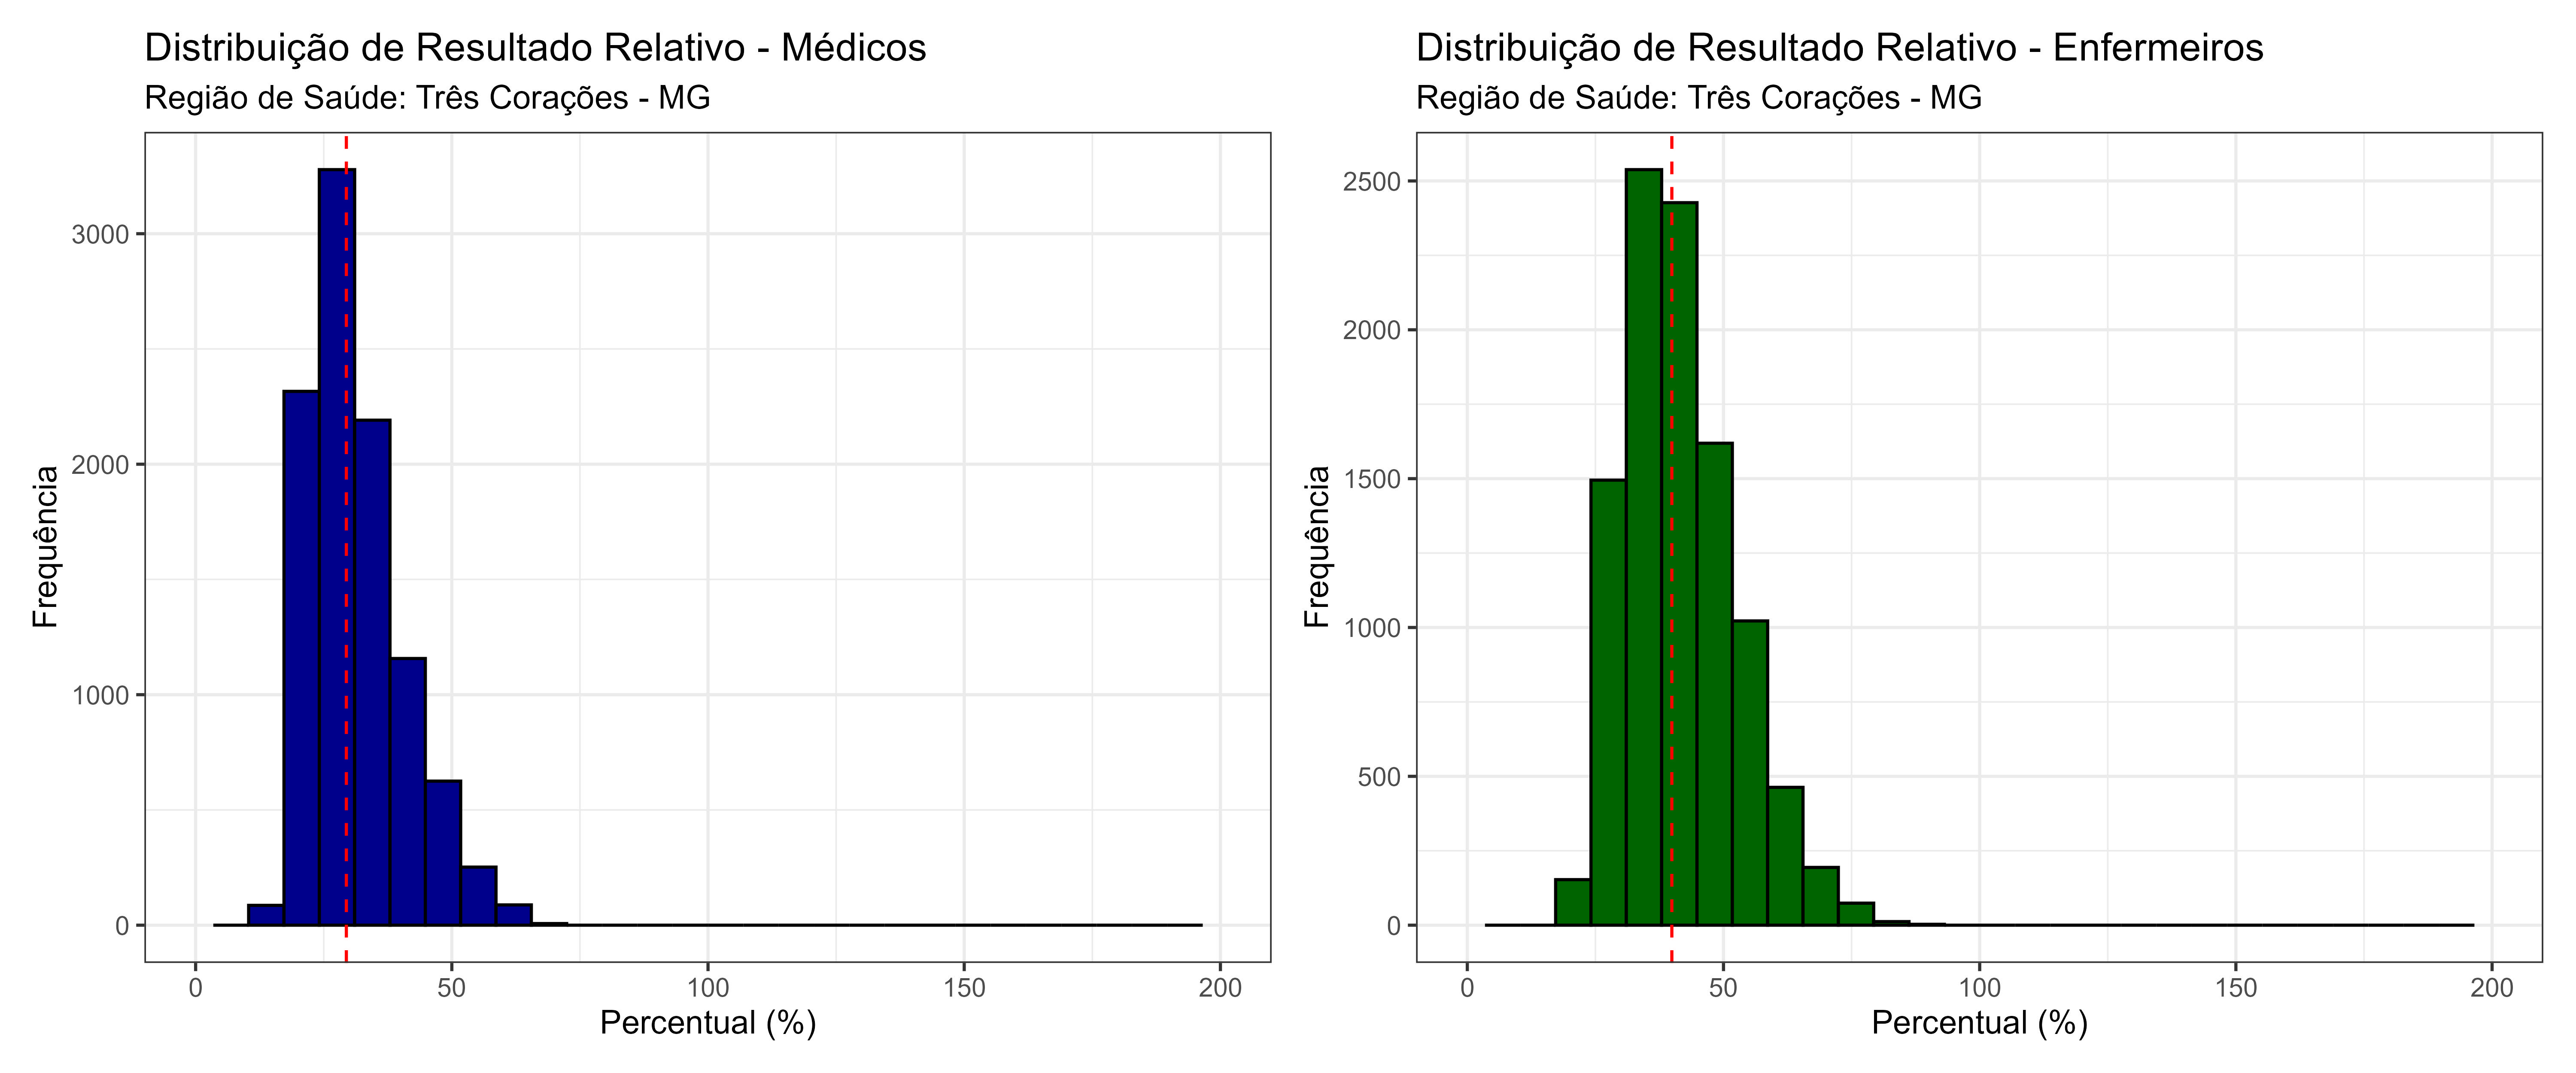 Distribuição de Resultado Relativo - Médicos
Região de Saúde: Três Corações - MG
3000
2000
1000
0
Frequência
0 50 100 150 200
Percentual (%)
Distribuição de Resultado Relativo - Enfermeiros
Região de Saúde: Três Corações - MG
2500
2000
1500
1000
500
0
Frequência
0 50 100 150 200
Percentual (%)